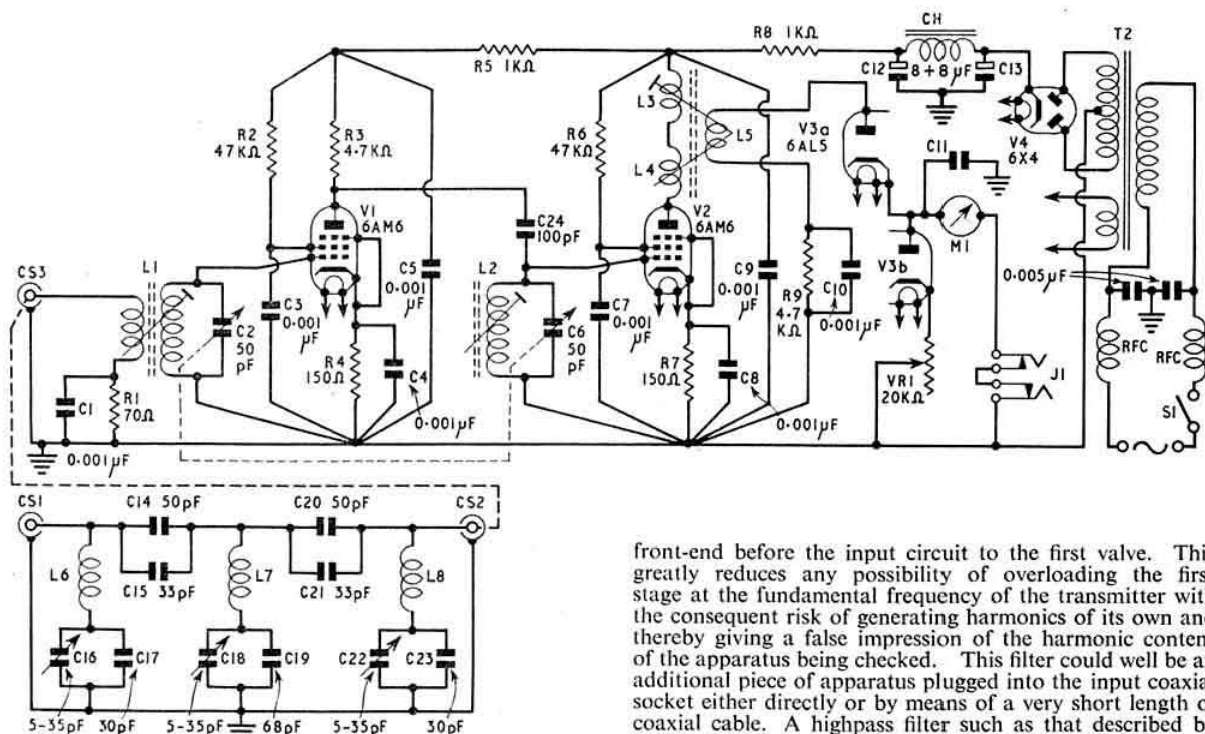 CH
R8 1KΩ
T2
R5 1KΩ
C12
8+8µF
C13
L3
L5
V3a
6AL5
V4
6X4
R2
47KΩ
R3
4·7KΩ
R6
47KΩ
L4
C11
V1
6AM6
C24
100pF
V2
6AM6
M1
CS3
L1
C5
0·001
µF
L2
C9
0·001
µF
V3b
0·005µF
C2
50
pF
C3
0·001
µF
C6
50
pF
C7
0·001
µF
R9
4·7
KΩ
C10
0·001µF
RFC
RFC
R4
150Ω
C4
R7
150Ω
C8
VR1
20KΩ
J1
S1
C1
R1
70Ω
0·001µF
0·001µF
0·001µF
CS1
C14 50pF
C20 50pF
CS2
L6
C15 33pF
L7
C21 33pF
L8
C16
C17
C18
C19
C22
C23
5-35pF
30pF
5-35pF
68pF
5-35pF
30pF
front-end before the input circuit to the first valve. Thi
greatly reduces any possibility of overloading the firs
stage at the fundamental frequency of the transmitter wit
the consequent risk of generating harmonics of its own an
thereby giving a false impression of the harmonic conten
of the apparatus being checked. This filter could well be a
additional piece of apparatus plugged into the input coaxia
socket either directly or by means of a very short length o
coaxial cable. A highpass filter such as that described b